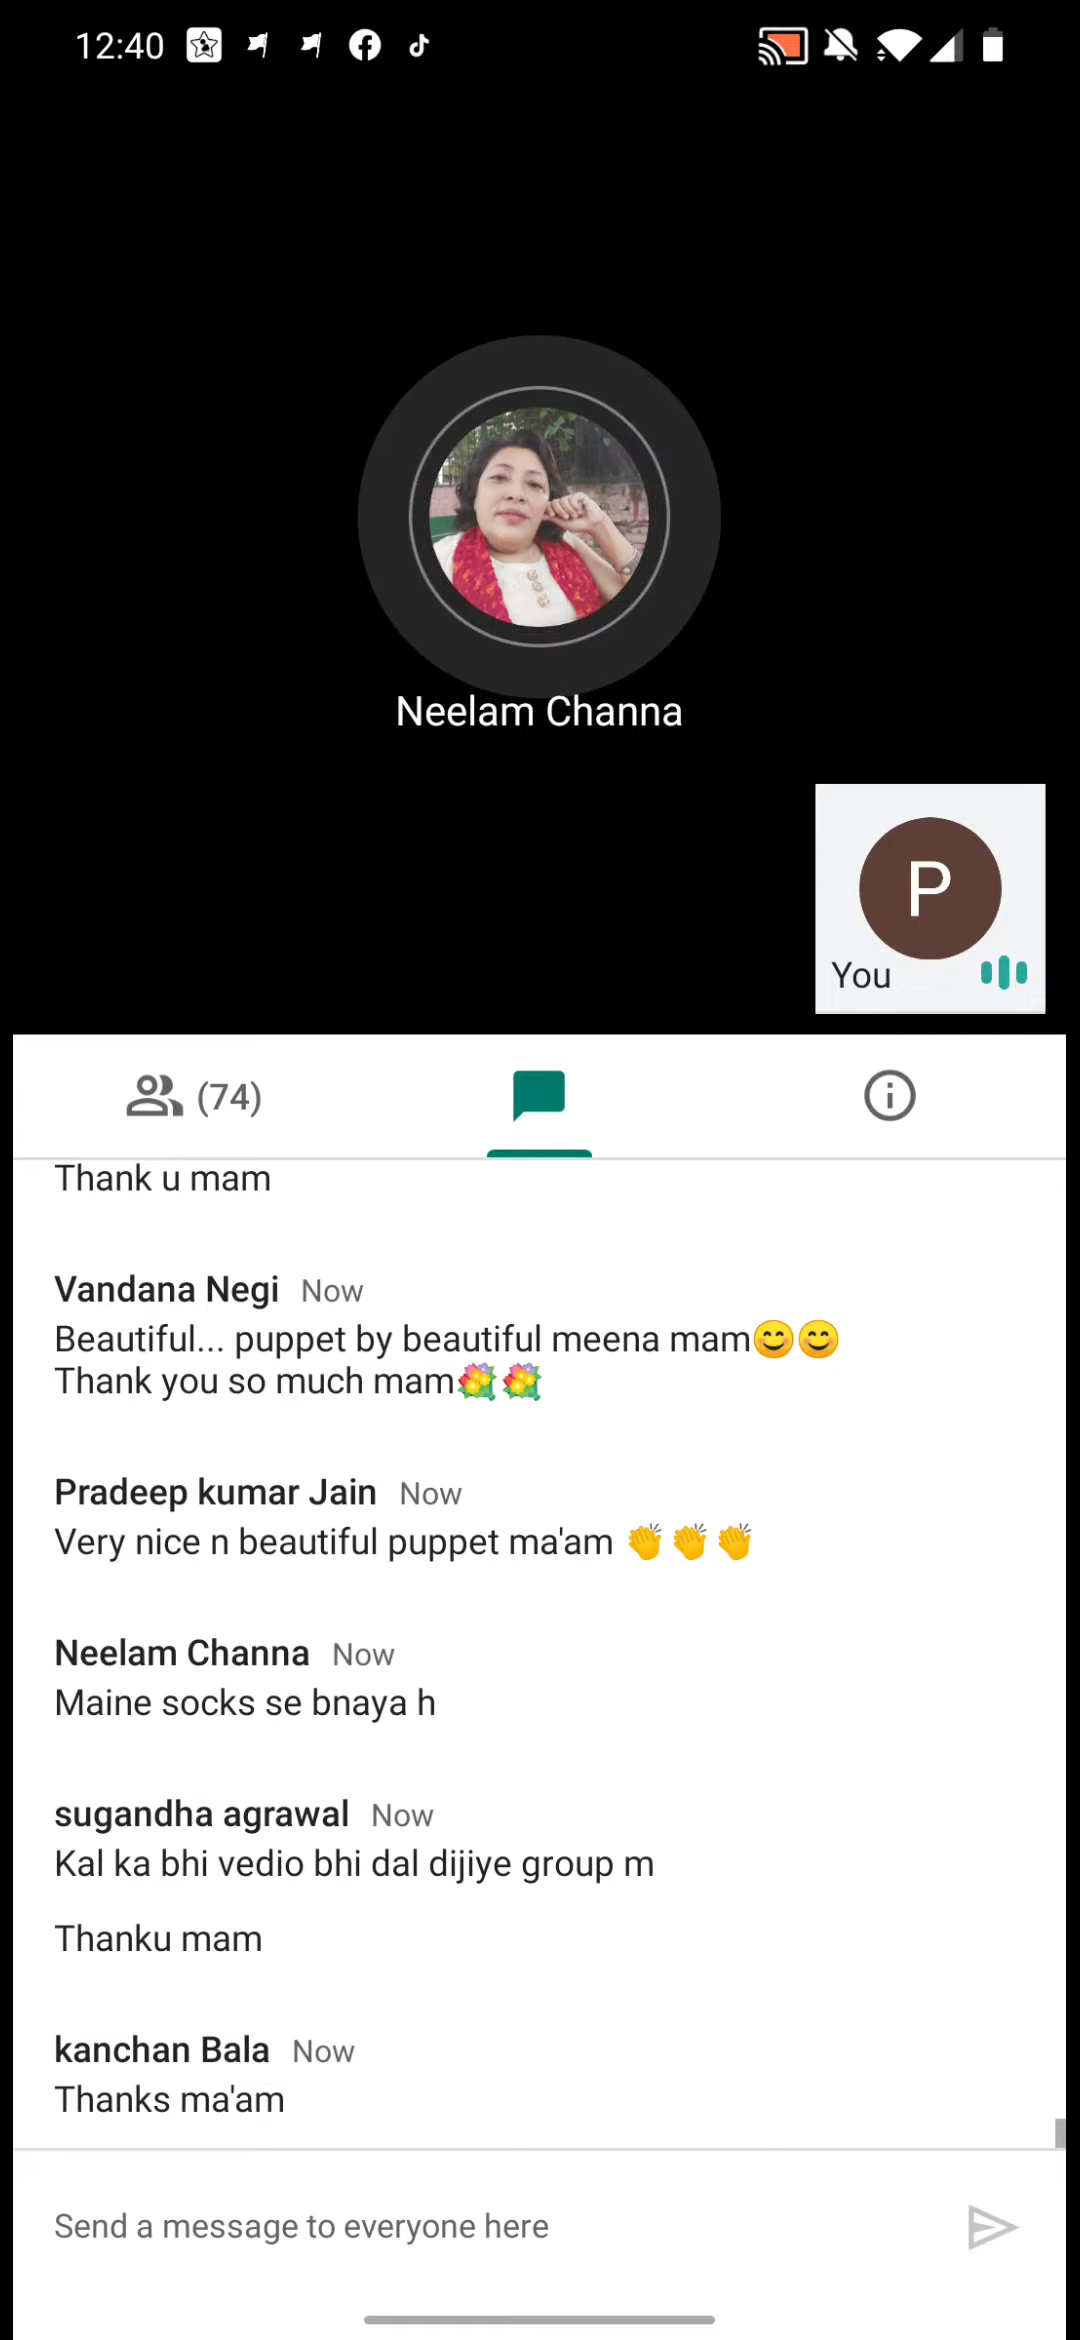 12:40
Neelam Channa
P
You
(74)
Thank u mam
Vandana Negi Now
Beautiful... puppet by beautiful meena mam😊😊
Thank you so much mam💐💐
Pradeep kumar Jain Now
Very nice n beautiful puppet ma'am 👏👏👏
Neelam Channa Now
Maine socks se bnaya h
sugandha agrawal Now
Kal ka bhi vedio bhi dal dijiye group m
Thanku mam
kanchan Bala Now
Thanks ma'am
Send a message to everyone here